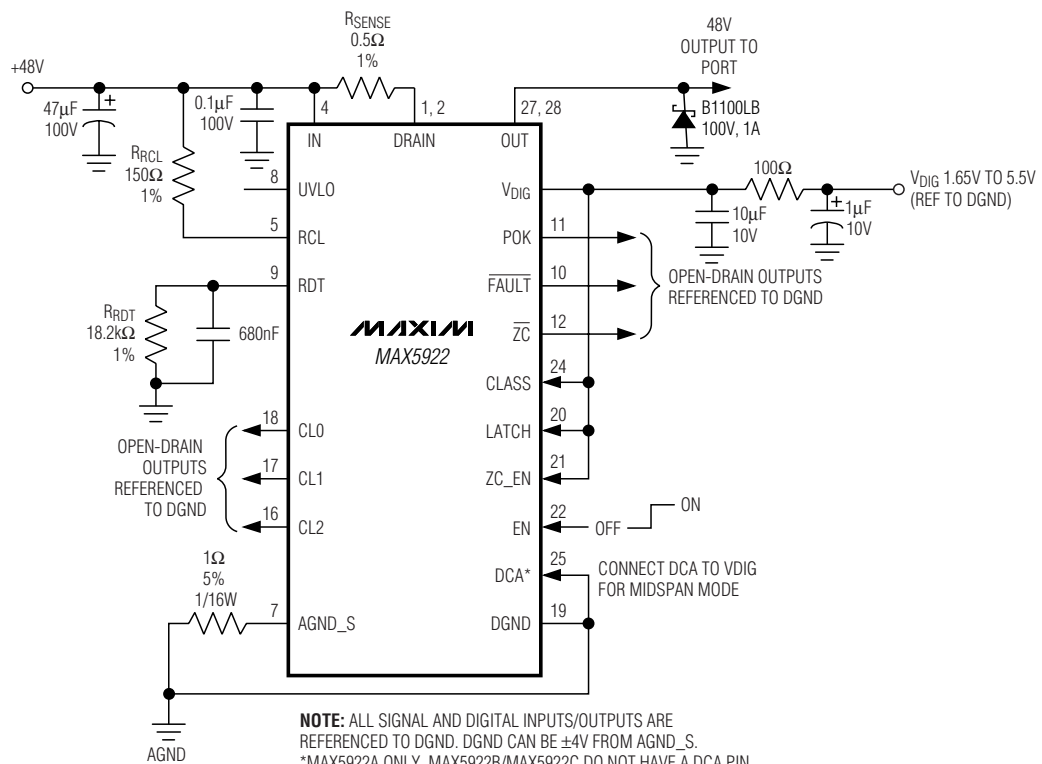 RSENSE
0.5Ω
1%
48V
OUTPUT TO
PORT
+48V
47μF
100V
+
0.1μF
100V
4
1, 2
27, 28
B1100LB
100V, 1A
IN
DRAIN
OUT
RRCL
150Ω
1%
8
UVLO
VDIG
100Ω
VDIG 1.65V TO 5.5V
(REF TO DGND)
10μF
10V
+
1μF
10V
5
RCL
POK
11
9
RDT
FAULT
10
OPEN-DRAIN OUTPUTS
REFERENCED TO DGND
RRDT
18.2kΩ
1%
680nF
MAXIM
MAX5922
ZC
12
CLASS
24
18
CL0
LATCH
20
OPEN-DRAIN
OUTPUTS
REFERENCED
TO DGND
17
CL1
ZC_EN
21
16
CL2
EN
22
OFF
ON
1Ω
5%
1/16W
DCA*
25
CONNECT DCA TO VDIG
FOR MIDSPAN MODE
7
AGND_S
DGND
19
AGND
NOTE: ALL SIGNAL AND DIGITAL INPUTS/OUTPUTS ARE
REFERENCED TO DGND. DGND CAN BE ±4V FROM AGND_S.
*MAX5922A ONLY. MAX5922B/MAX5922C DO NOT HAVE A DCA PIN.